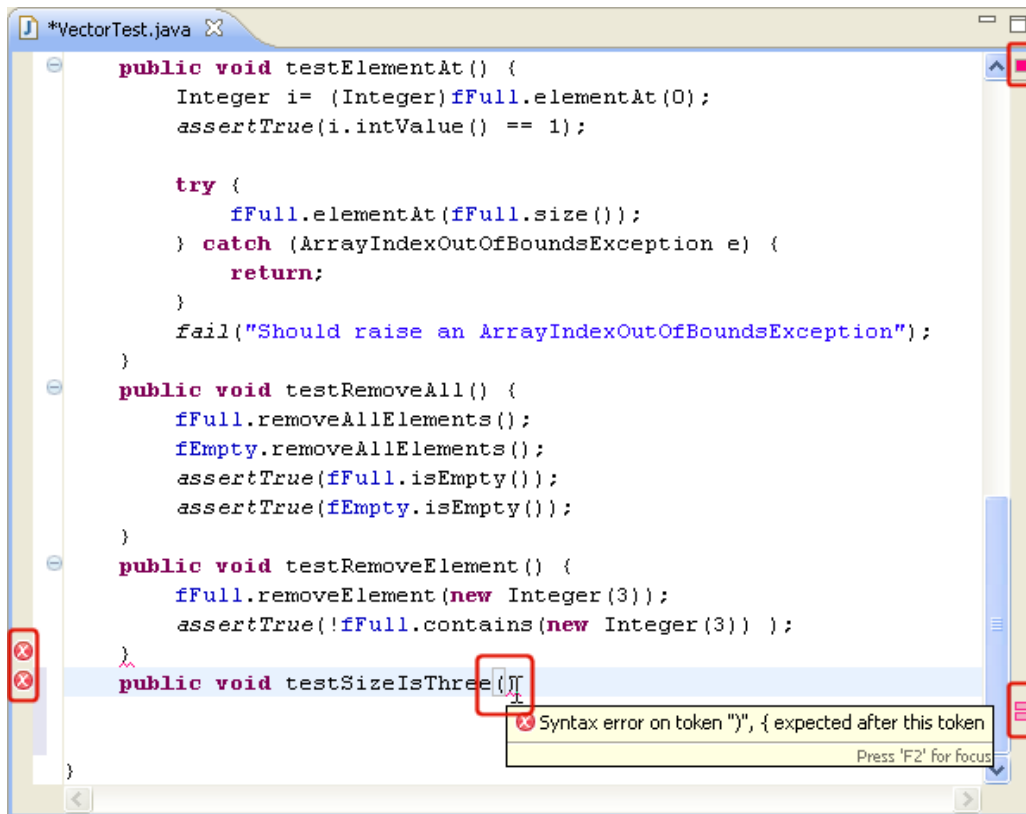 *VectorTest.java
public void testElementAt() {
Integer i= (Integer)fFull.elementAt(0);
assertTrue(i.intValue() == 1);
try {
fFull.elementAt(fFull.size());
} catch (ArrayIndexOutOfBoundsException e) {
return;
}
fail("Should raise an ArrayIndexOutOfBoundsException");
}
public void testRemoveAll() {
fFull.removeAllElements();
fEmpty.removeAllElements();
assertTrue(fFull.isEmpty());
assertTrue(fEmpty.isEmpty());
}
public void testRemoveElement() {
fFull.removeElement(new Integer(3));
assertTrue(!fFull.contains(new Integer(3)) );
}
public void testSizeIsThree()
Syntax error on token ")", { expected after this token
Press 'F2' for focus
}